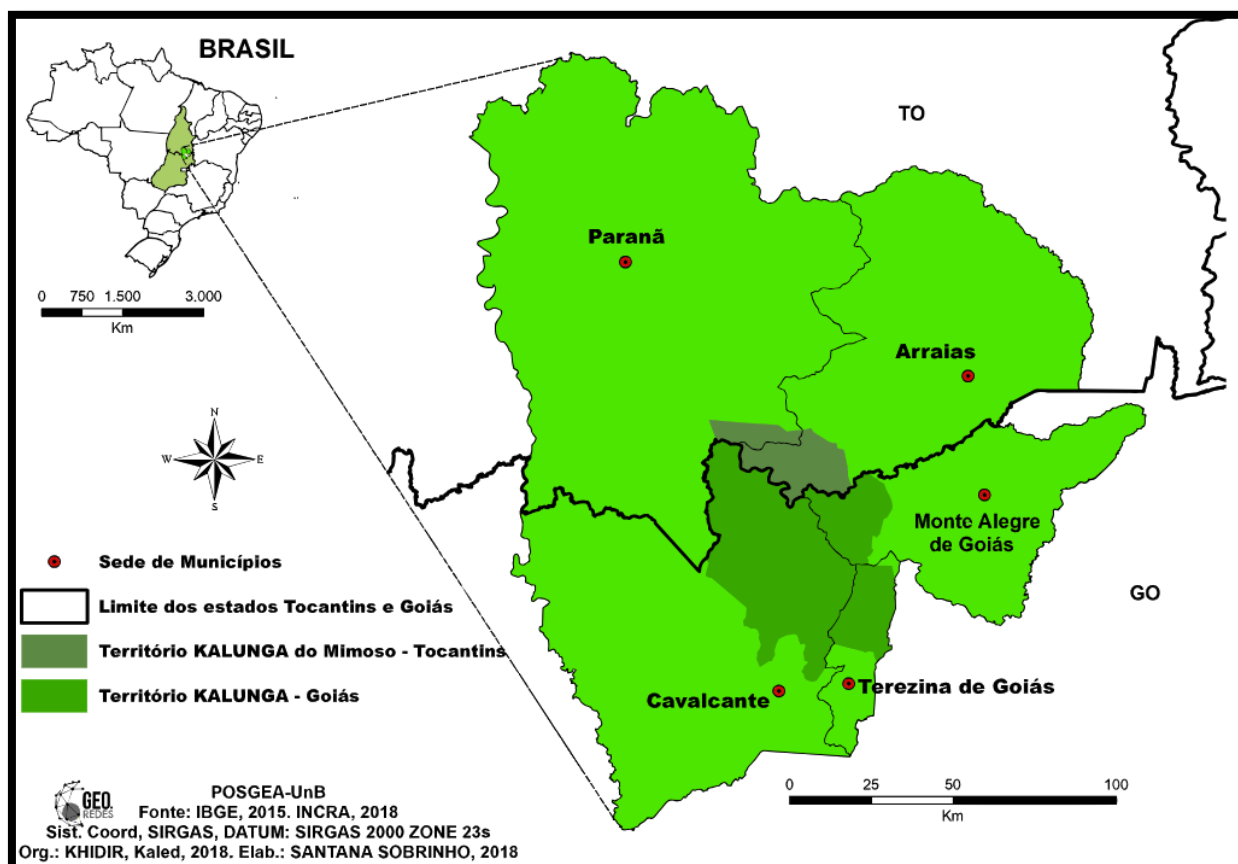 BRASIL
0 750 1.500 3.000
Km
TO
Paranã
Arraias
N
W E
S
Monte Alegre
de Goiás
GO
Sede de Municípios
Limite dos estados Tocantins e Goiás
Território KALUNGA do Mimoso - Tocantins
Território KALUNGA - Goiás
Cavalcante
Terezina de Goiás
0 25 50 100
Km
GEO.
REDES
POSGEA-UnB
Fonte: IBGE, 2015. INCRA, 2018
Sist. Coord, SIRGAS, DATUM: SIRGAS 2000 ZONE 23s
Org.: KHIDIR, Kaled, 2018. Elab.: SANTANA SOBRINHO, 2018